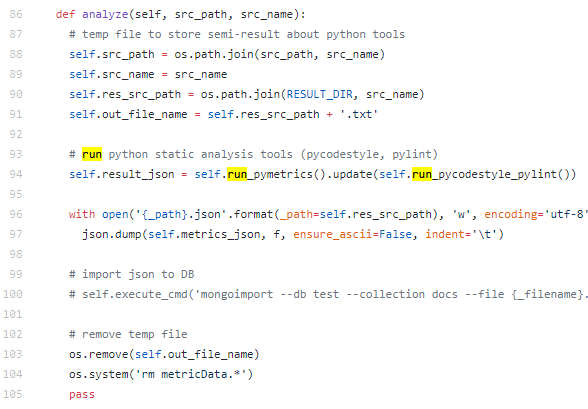 86 def analyze(self, src_path, src_name):
87 # temp file to store semi-result about python tools
88 self.src_path = os.path.join(src_path, src_name)
89 self.src_name = src_name
90 self.res_src_path = os.path.join(RESULT_DIR, src_name)
91 self.out_file_name = self.res_src_path + '.txt'
92
93 # run python static analysis tools (pycodestyle, pylint)
94 self.result_json = self.run_pymetrics().update(self.run_pycodestyle_pylint())
95
96 with open('{_path}.json'.format(_path=self.res_src_path), 'w', encoding='utf-8'
97 json.dump(self.metrics_json, f, ensure_ascii=False, indent='\t')
98
99 # import json to DB
100 # self.execute_cmd('mongoimport --db test --collection docs --file {_filename}.
101
102 # remove temp file
103 os.remove(self.out_file_name)
104 os.system('rm metricData.*')
105 pass